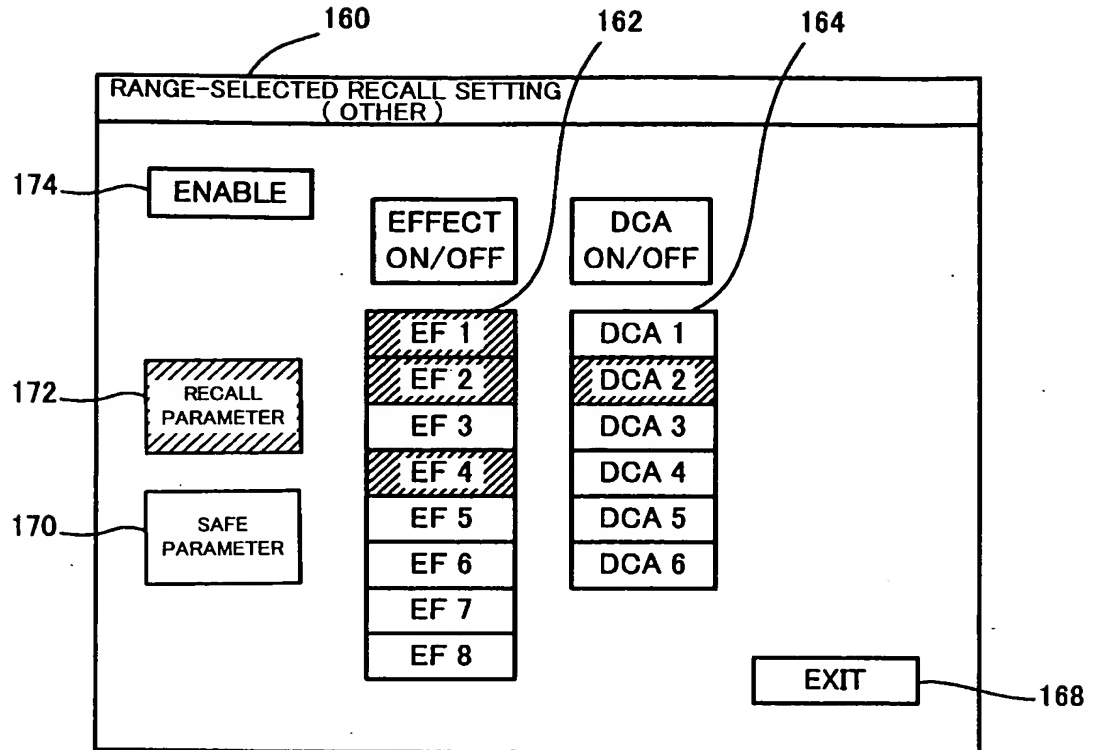 160
162
164
RANGE-SELECTED RECALL SETTING
( OTHER )
174
ENABLE
EFFECT
ON/OFF
DCA
ON/OFF
EF 1
DCA 1
172
RECALL
PARAMETER
EF 2
DCA 2
EF 3
DCA 3
EF 4
DCA 4
170
SAFE
PARAMETER
EF 5
DCA 5
EF 6
DCA 6
EF 7
EF 8
EXIT
168